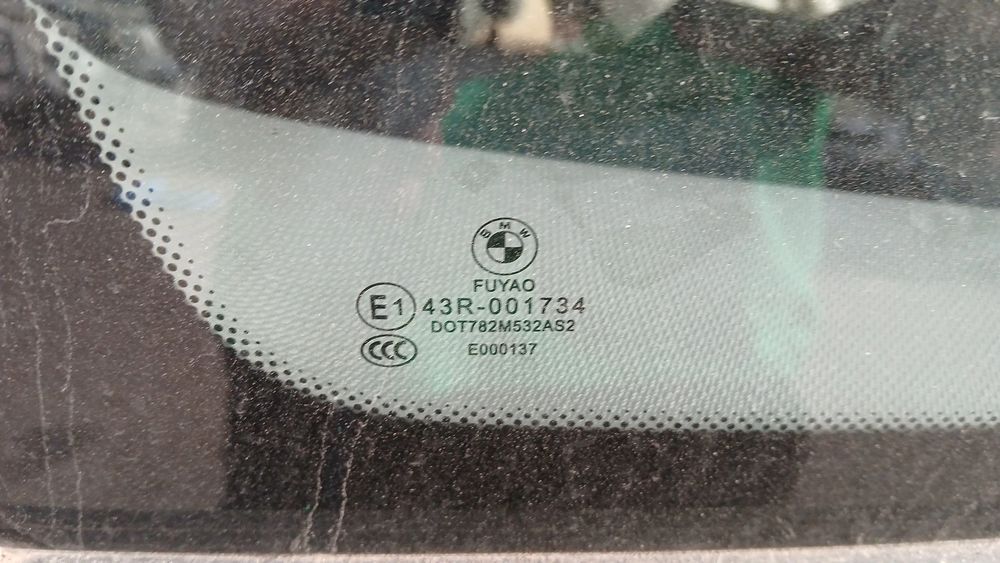 BMW
FUYAO
E1 43R-001734
DOT782M532AS2
CCC E000137